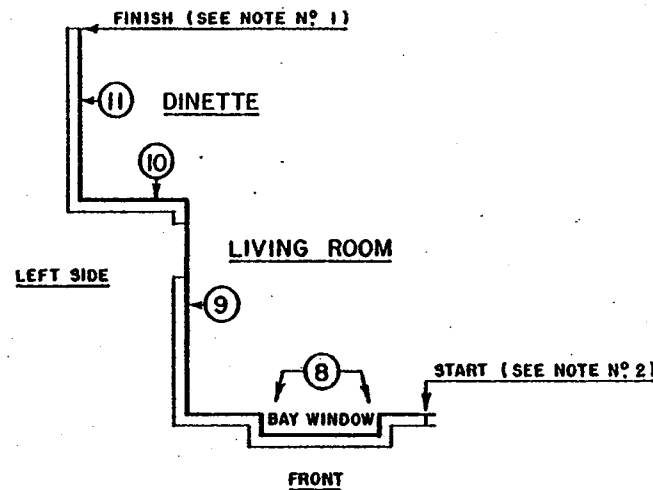 FINISH (SEE NOTE Nº 1)
11
DINETTE
10
LIVING ROOM
LEFT SIDE
9
8
START (SEE NOTE Nº 2)
BAY WINDOW
FRONT